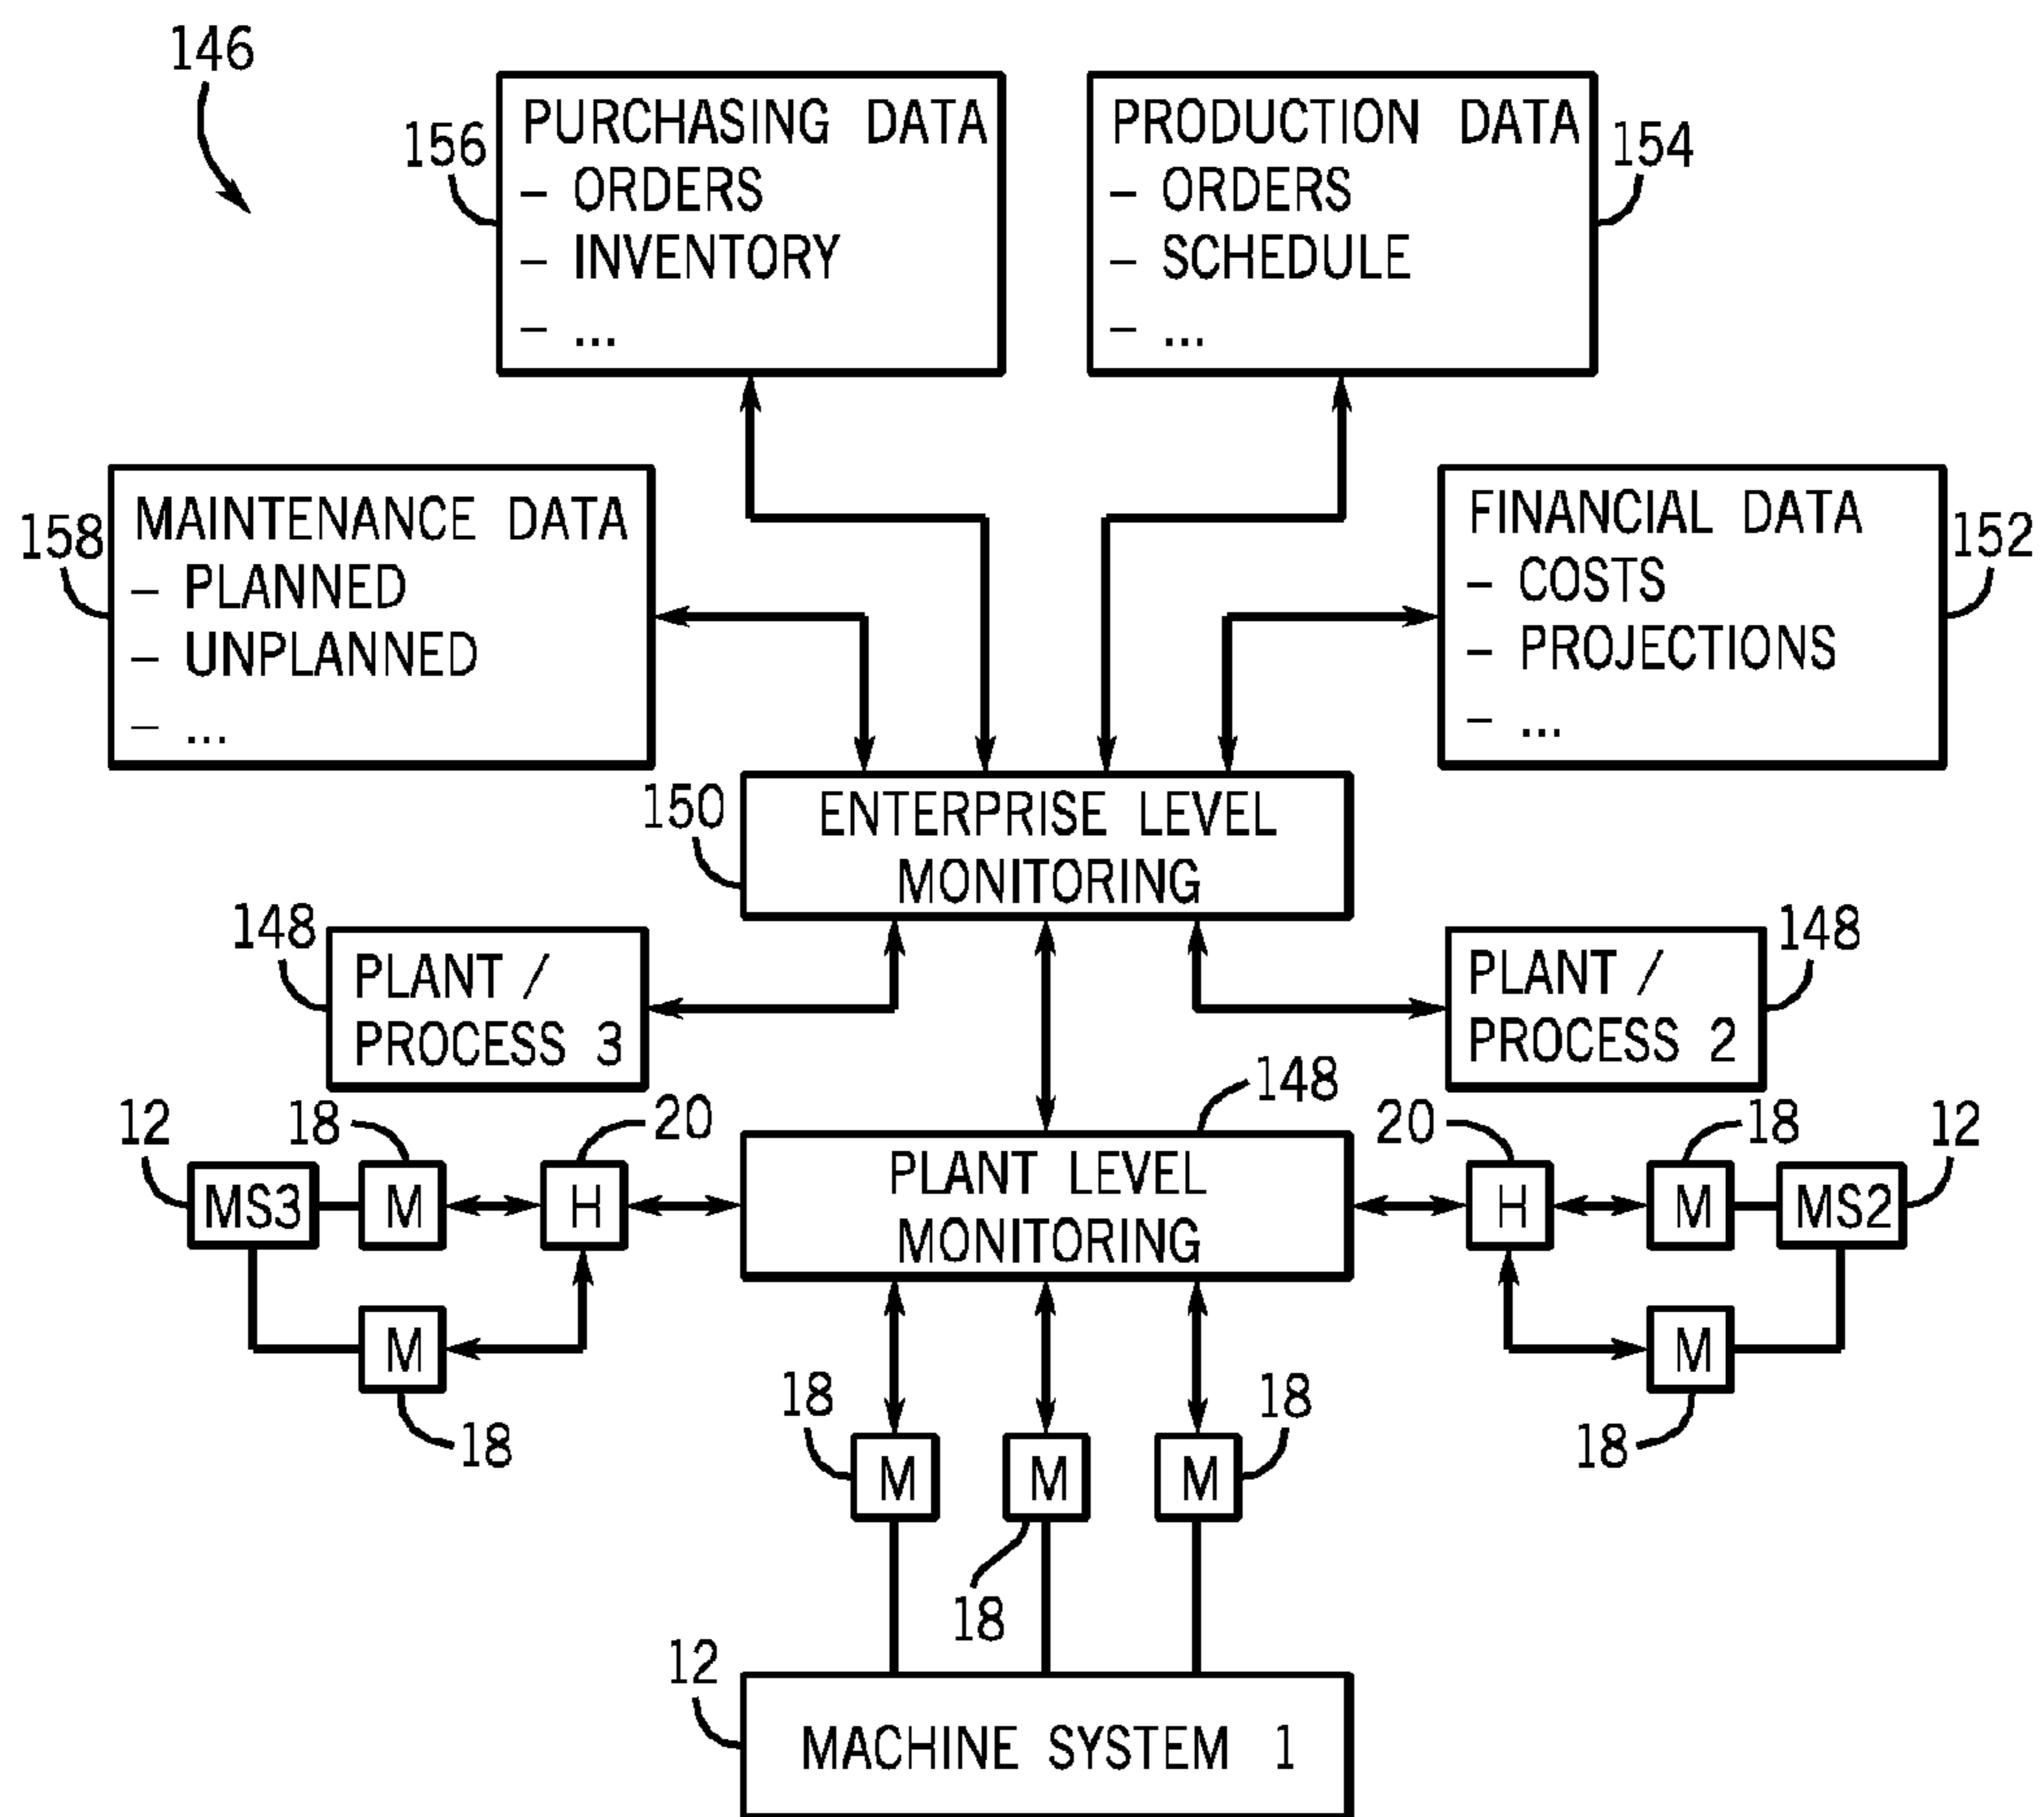 146
156
PURCHASING DATA
- ORDERS
- INVENTORY
- ...
PRODUCTION DATA
- ORDERS
- SCHEDULE
- ...
154
158
MAINTENANCE DATA
- PLANNED
- UNPLANNED
- ...
FINANCIAL DATA
- COSTS
- PROJECTIONS
- ...
152
150
ENTERPRISE LEVEL
MONITORING
148
PLANT /
PROCESS 3
PLANT /
PROCESS 2
148
148
12
18
20
MS3
M
H
PLANT LEVEL
MONITORING
20
18
12
H
M
MS2
M
18
M
18
18
M
M
M
18
18
12
MACHINE SYSTEM 1